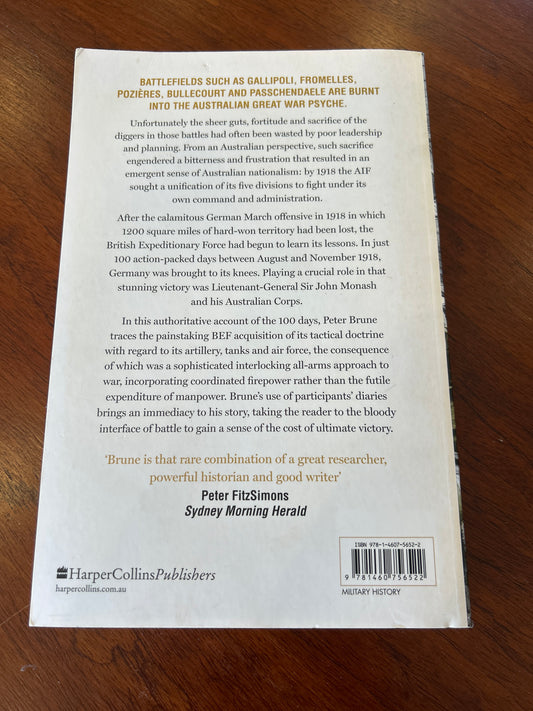 BATTLEFIELDS SUCH AS GALLIPOLI, FROMELLES,
POZIÈRES, BULLECOURT AND PASSCHENDAELE ARE BURNT
INTO THE AUSTRALIAN GREAT WAR PSYCHE.
Unfortunately the sheer guts, fortitude and sacrifice of the
diggers in those battles had often been wasted by poor leadership
and planning. From an Australian perspective, such sacrifice
engendered a bitterness and frustration that resulted in an
emergent sense of Australian nationalism: by 1918 the AIF
sought a unification of its five divisions to fight under its
own command and administration.
After the calamitous German March offensive in 1918 in which
1200 square miles of hard-won territory had been lost, the
British Expeditionary Force had begun to learn its lessons. In just
100 action-packed days between August and November 1918,
Germany was brought to its knees. Playing a crucial role in that
stunning victory was Lieutenant-General Sir John Monash
and his Australian Corps.
In this authoritative account of the 100 days, Peter Brune
traces the painstaking BEF acquisition of its tactical doctrine
with regard to its artillery, tanks and air force, the consequence
of which was a sophisticated interlocking all-arms approach to
war, incorporating coordinated firepower rather than the futile
expenditure of manpower. Brune's use of participants' diaries
brings an immediacy to his story, taking the reader to the bloody
interface of battle to gain a sense of the cost of ultimate victory.
'Brune is that rare combination of a great researcher,
powerful historian and good writer'
Peter FitzSimons
Sydney Morning Herald
ISBN 978-1-4607-5652-2
9 781460 756522
MILITARY HISTORY
HarperCollinsPublishers
harpercollins.com.au